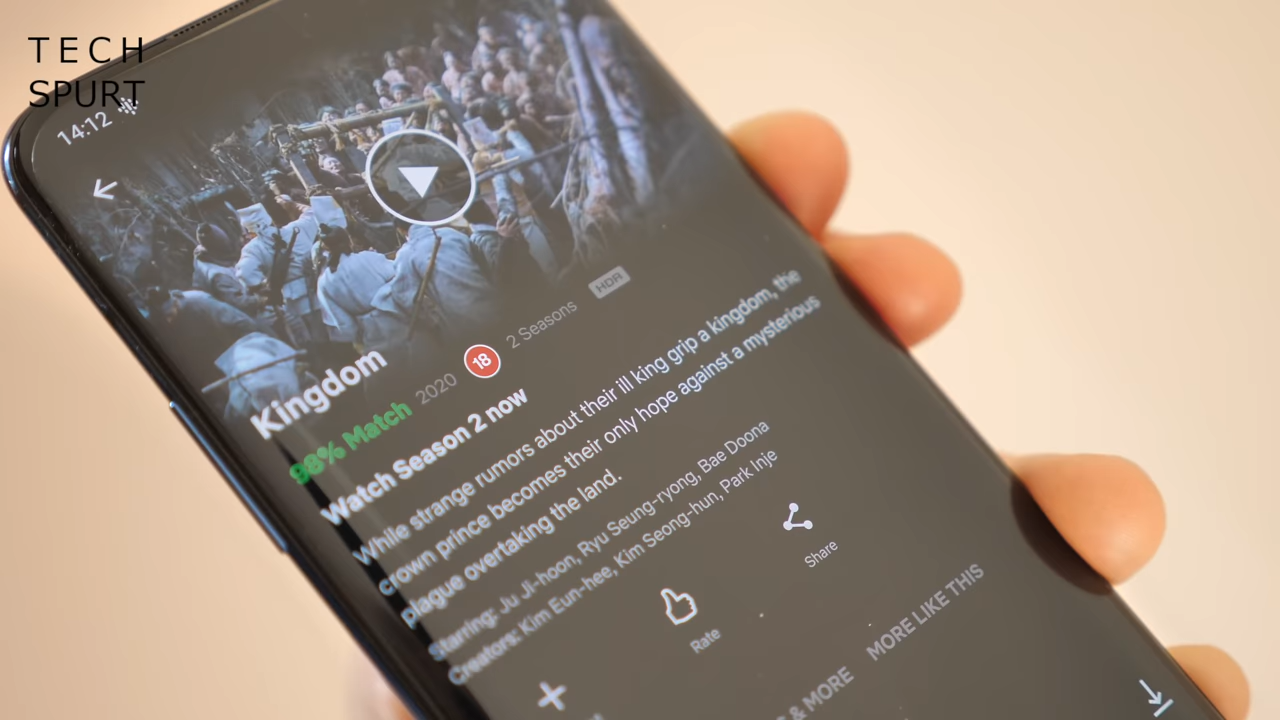 TECH
SPURT
14:12
Kingdom
98% Match 2020 18 2 Seasons HDR
Watch Season 2 now
While strange rumors about their ill king grip a kingdom, the
crown prince becomes their only hope against a mysterious
plague overtaking the land.
Starring: Ju Ji-hoon, Ryu Seung-ryong, Bae Doona
Creators: Kim Eun-hee, Kim Seong-hun, Park Inje
Rate
Share
& MORE
MORE LIKE THIS